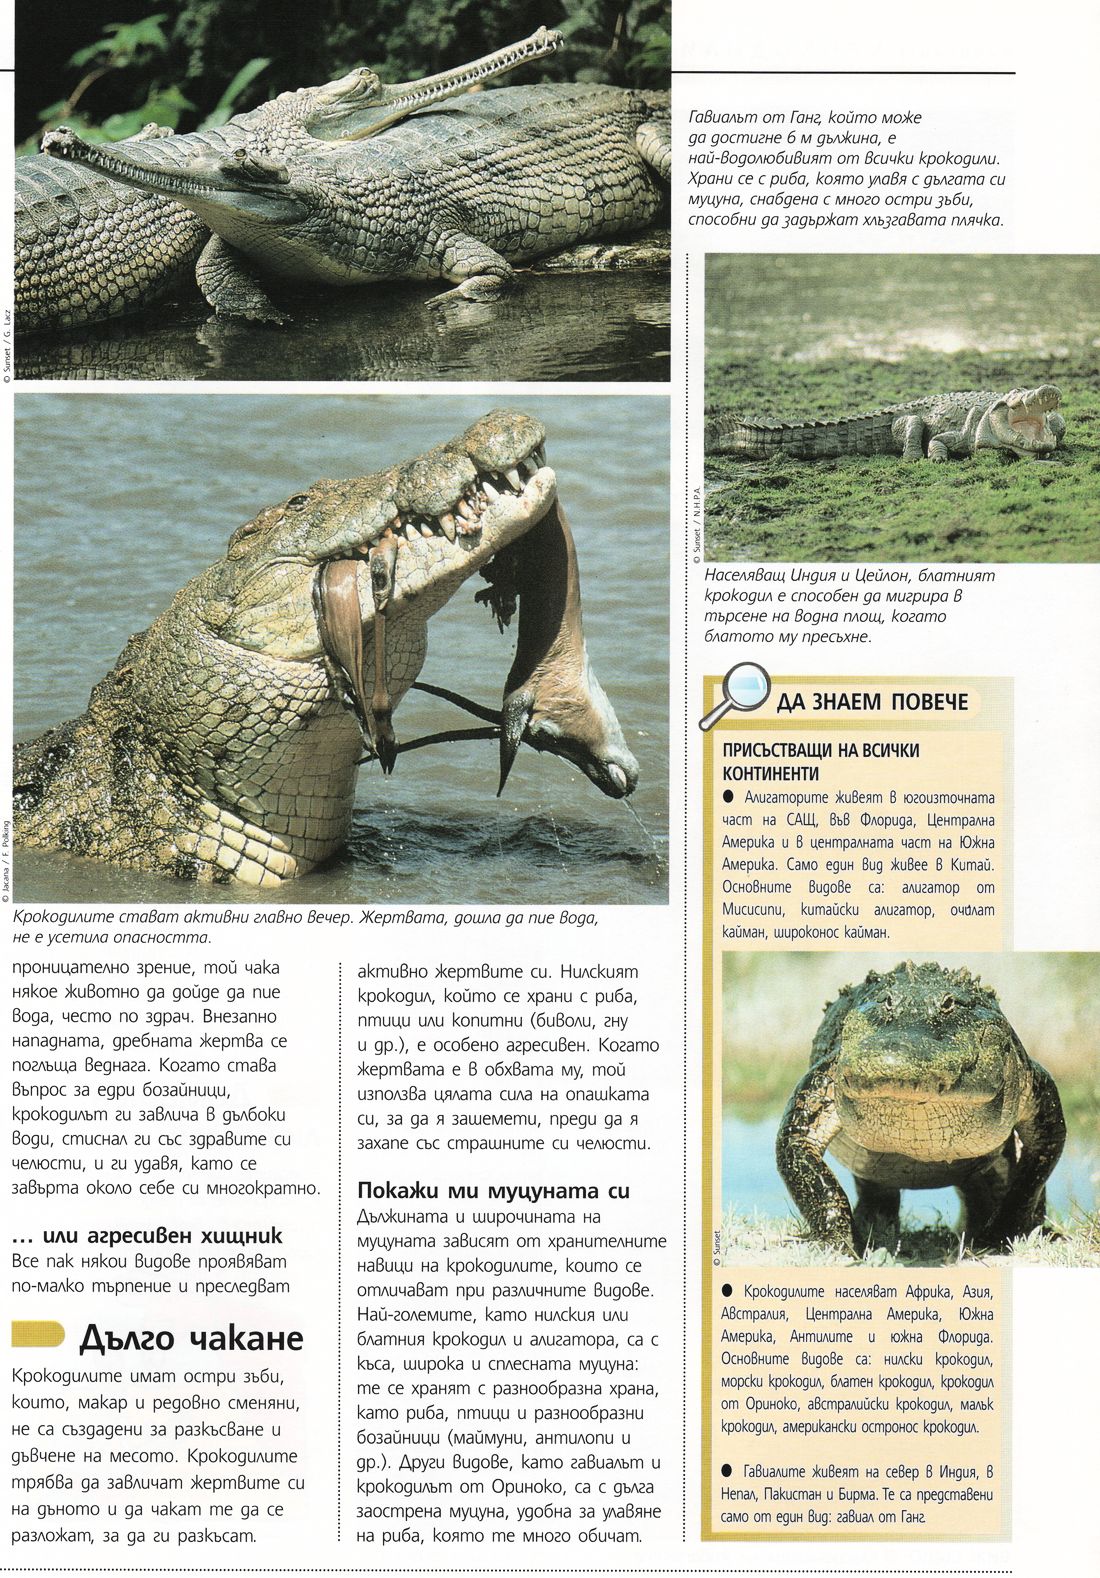 Гавиалът от Ганг, който може
да достигне 6 м дължина, е
най-водолюбивият от всички крокодили.
Храни се с риба, която улавя с дългата си
муцуна, снабдена с много остри зъби,
способни да задържат хлъзгавата плячка.
© Sunset / G. Lacz
© Sunset / N.H.P.A.
Населяващ Индия и Цейлон, блатният
крокодил е способен да мигрира в
търсене на водна площ, когато
блатото му пресъхне.
© Jacana / F. Polking
Крокодилите стават активни главно вечер. Жертвата, дошла да пие вода,
не е усетила опасността.
проницателно зрение, той чака
някое животно да дойде да пие
вода, често по здрач. Внезапно
нападната, дребната жертва се
поглъща веднага. Когато става
въпрос за едри бозайници,
крокодилът ги завлича в дълбоки
води, стиснал ги със здравите си
челюсти, и ги удавя, като се
завърта около себе си многократно.
... или агресивен хищник
Все пак някои видове проявяват
по-малко търпение и преследват
Дълго чакане
Крокодилите имат остри зъби,
които, макар и редовно сменяни,
не са създадени за разкъсване и
дъвчене на месото. Крокодилите
трябва да завличат жертвите си
на дъното и да чакат те да се
разложат, за да ги разкъсат.
активно жертвите си. Нилският
крокодил, който се храни с риба,
птици или копитни (биволи, гну
и др.), е особено агресивен. Когато
жертвата е в обхвата му, той
използва цялата сила на опашката
си, за да я зашемети, преди да я
захапе със страшните си челюсти.
Покажи ми муцуната си
Дължината и широчината на
муцуната зависят от хранителните
навици на крокодилите, които се
отличават при различните видове.
Най-големите, като нилския или
блатния крокодил и алигатора, са с
къса, широка и сплесната муцуна:
те се хранят с разнообразна храна,
като риба, птици и разнообразни
бозайници (маймуни, антилопи и
др.). Други видове, като гавиалът и
крокодилът от Ориноко, са с дълга
заострена муцуна, удобна за улавяне
на риба, която те много обичат.
ДА ЗНАЕМ ПОВЕЧЕ
ПРИСЪСТВАЩИ НА ВСИЧКИ
КОНТИНЕНТИ
● Алигаторите живеят в югоизточната
част на САЩ, във Флорида, Централна
Америка и в централната част на Южна
Америка. Само един вид живее в Китай.
Основните видове са: алигатор от
Мисисипи, китайски алигатор, очилат
кайман, широконос кайман.
© Sunset
● Крокодилите населяват Африка, Азия,
Австралия, Централна Америка, Южна
Америка, Антилите и южна Флорида.
Основните видове са: нилски крокодил,
морски крокодил, блатен крокодил, крокодил
от Ориноко, австралийски крокодил, малък
крокодил, американски остронос крокодил.
● Гавиалите живеят на север в Индия, в
Непал, Пакистан и Бирма. Те са представени
само от един вид: гавиал от Ганг.